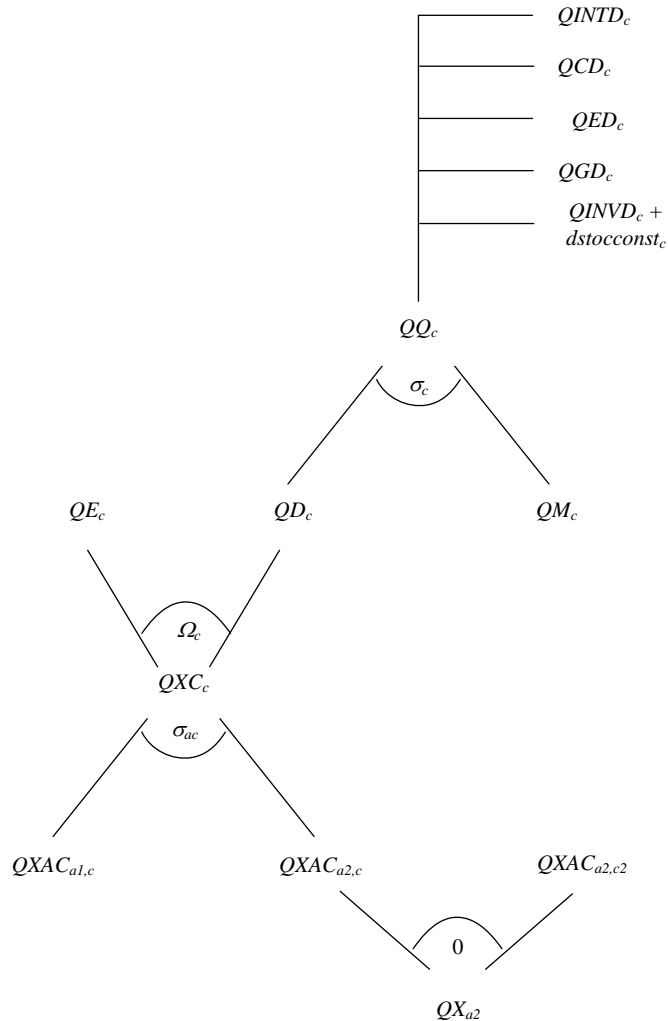 QINTD_c
QCD_c
QED_c
QGD_c
QINVD_c +
dstocconst_c
QQ_c
σ_c
QE_c
QD_c
QM_c
Ω_c
QXC_c
σ_ac
QXAC_a1,c
QXAC_a2,c
QXAC_a2,c2
0
QX_a2